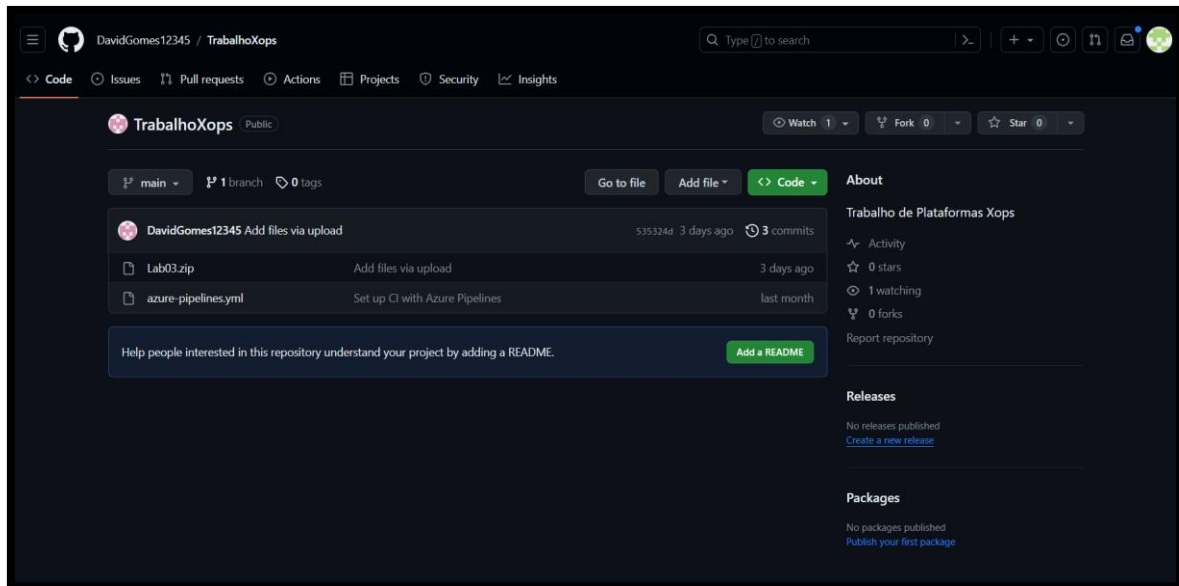 DavidGomes12345 / TrabalhoXops
Type / to search
Code Issues Pull requests Actions Projects Security Insights
TrabalhoXops Public
Watch 1 Fork 0 Star 0
main 1 branch 0 tags Go to file Add file Code
DavidGomes12345 Add files via upload 535324d 3 days ago 3 commits
Lab03.zip Add files via upload 3 days ago
azure-pipelines.yml Set up CI with Azure Pipelines last month
Help people interested in this repository understand your project by adding a README. Add a README
About
Trabalho de Plataformas Xops
Activity
0 stars
1 watching
0 forks
Report repository
Releases
No releases published
Create a new release
Packages
No packages published
Publish your first package